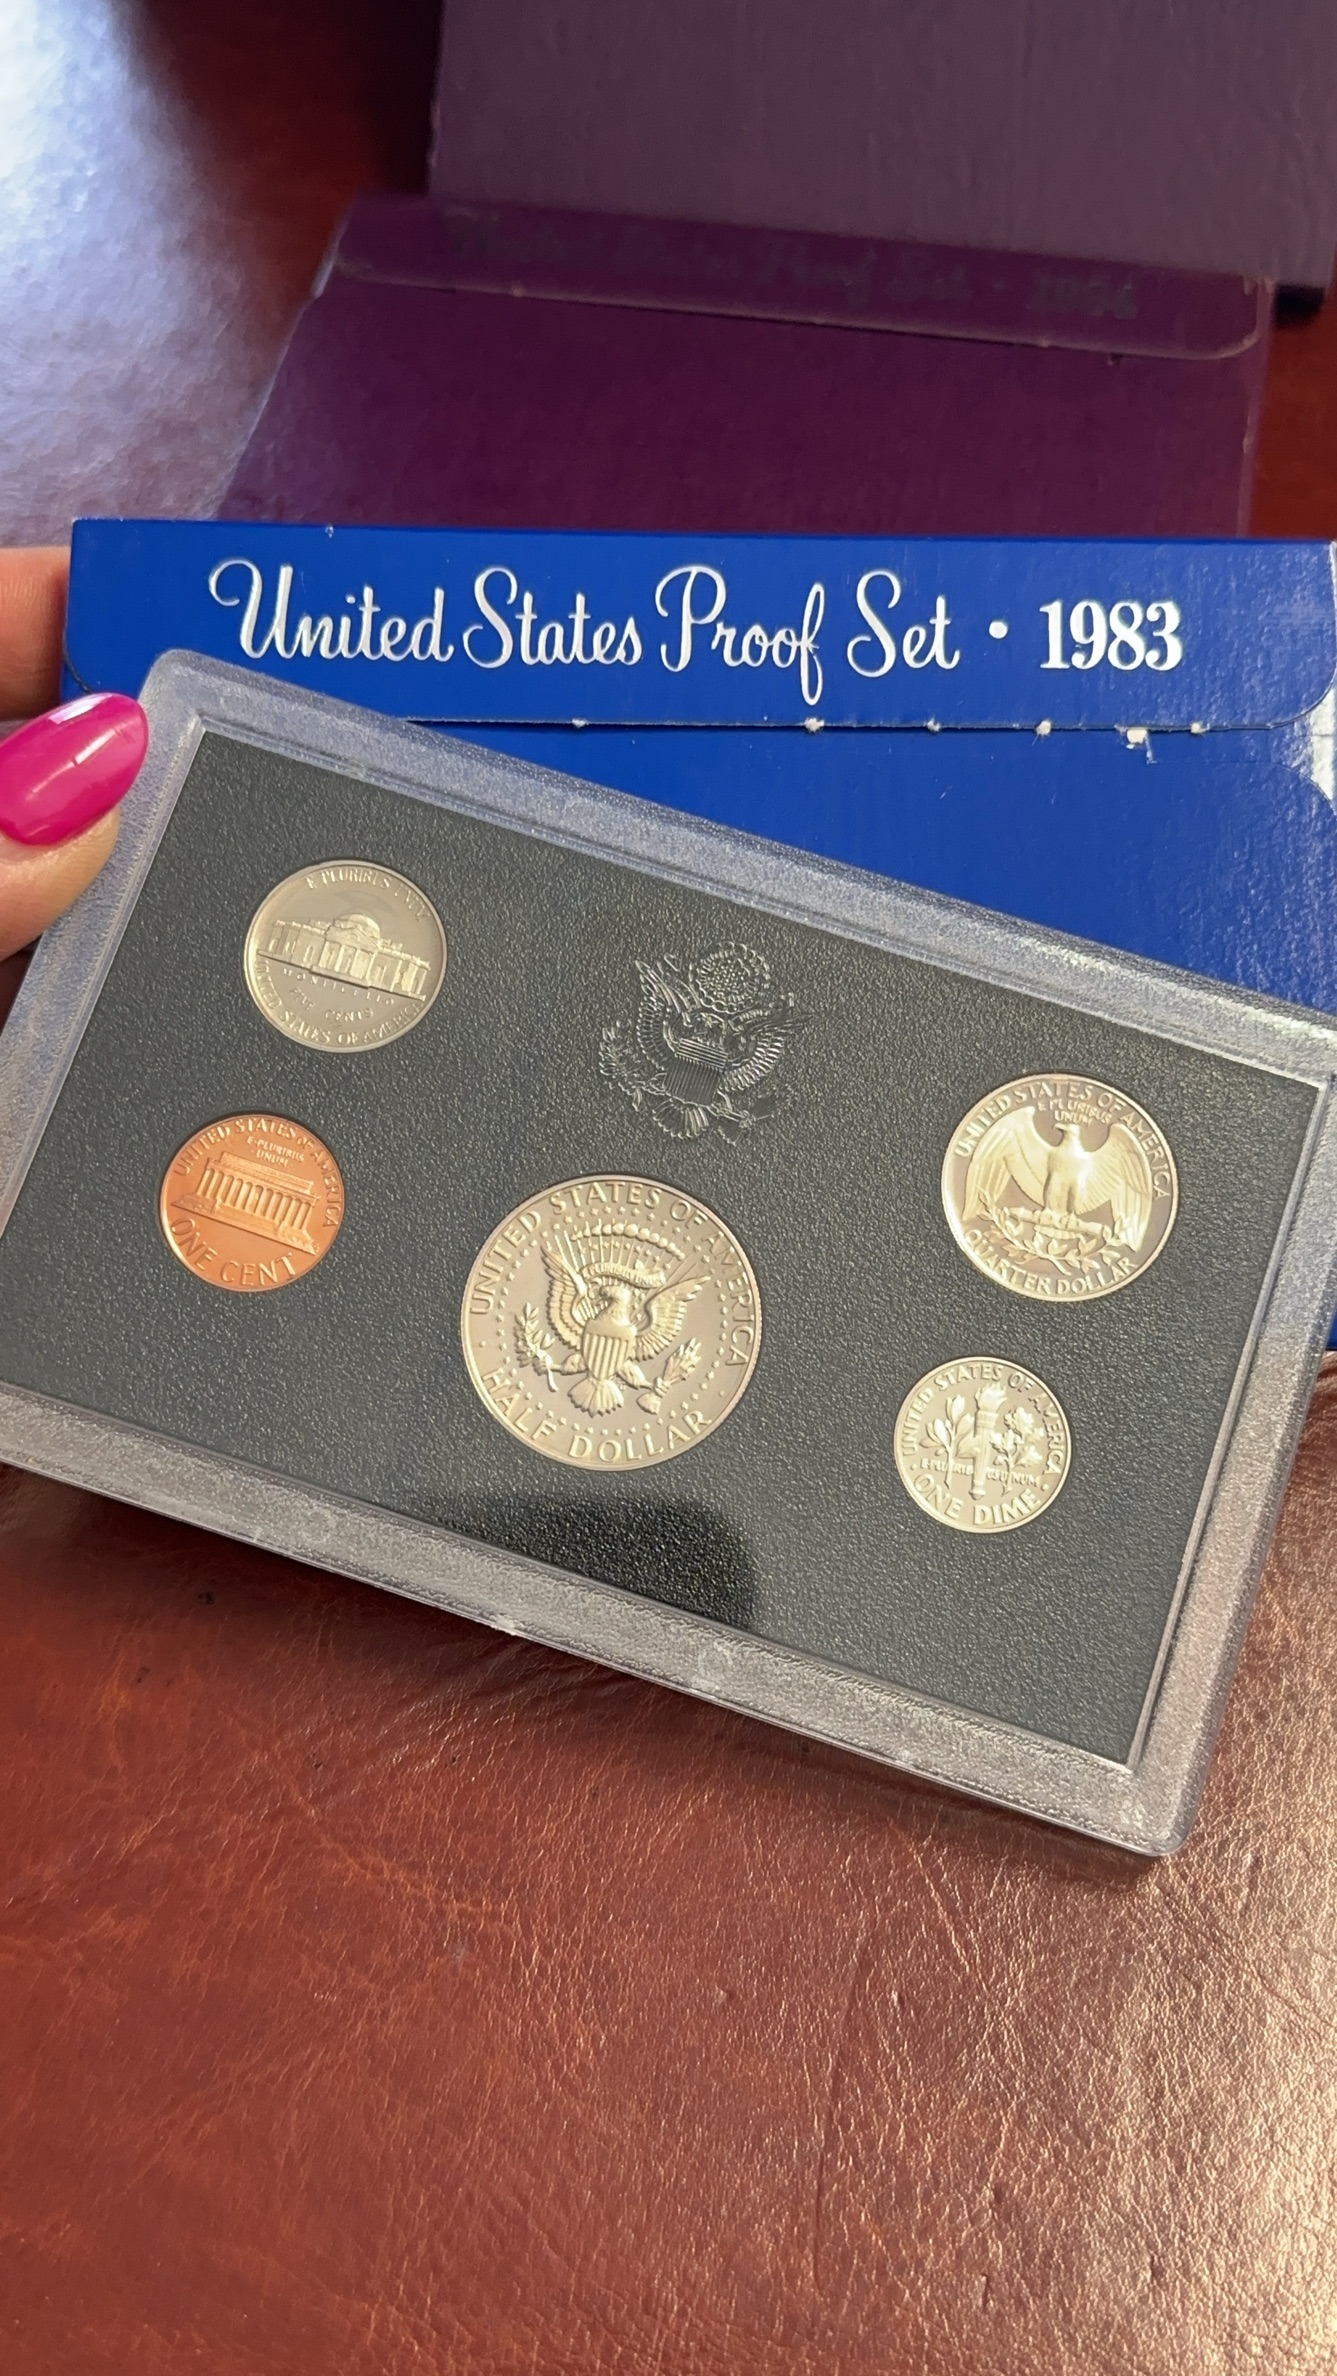 United States Proof Set · 1983
E PLURIBUS UNUM
MONTICELLO
FIVE CENTS
UNITED STATES OF AMERICA
UNITED STATES OF AMERICA
E·PLURIBUS
·UNUM·
ONE CENT
UNITED STATES OF AMERICA
HALF DOLLAR
UNITED STATES OF AMERICA
E PLURIBUS
UNUM
QUARTER DOLLAR
UNITED STATES OF AMERICA
E·PLURIBUS UNUM
ONE DIME